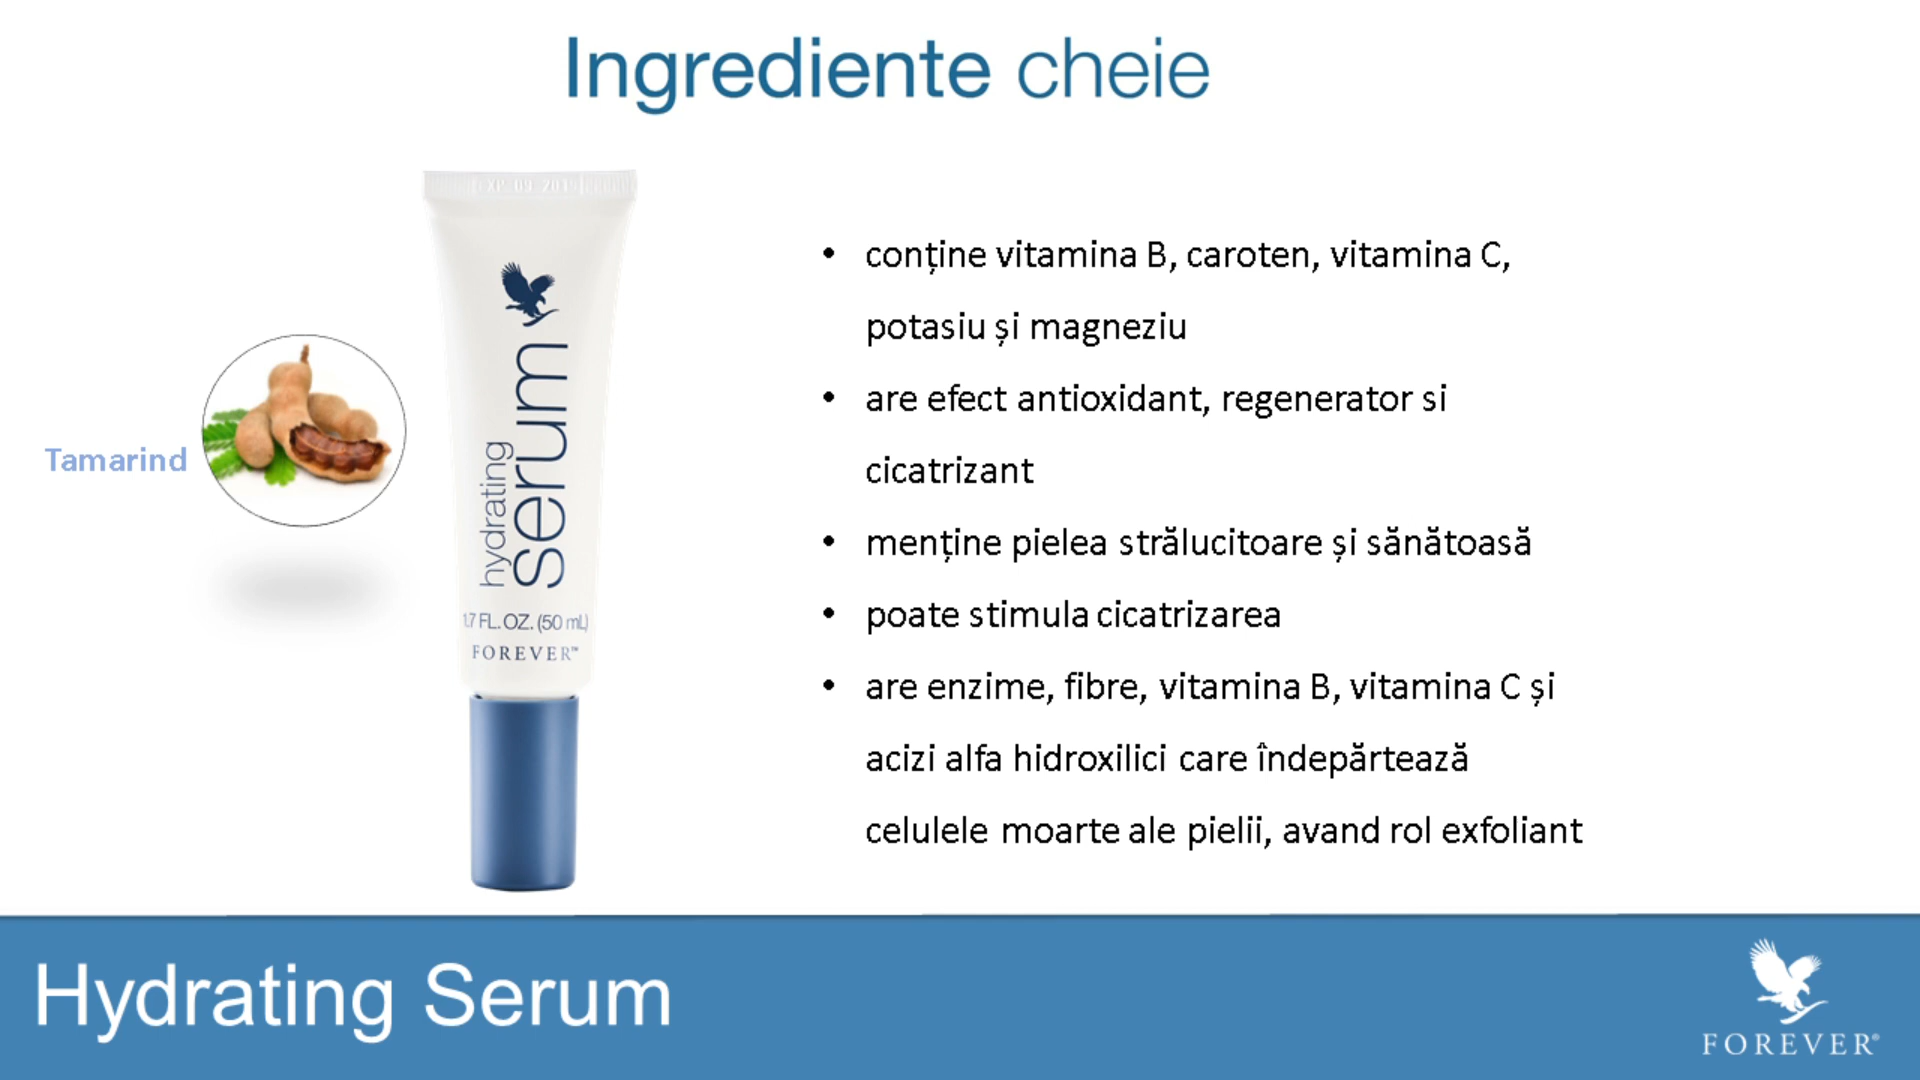 Ingrediente cheie
Tamarind
hydrating
serum
1.7 FL. OZ. (50 mL)
FOREVER™
• conține vitamina B, caroten, vitamina C,
potasiu și magneziu
• are efect antioxidant, regenerator si
cicatrizant
• menține pielea strălucitoare și sănătoasă
• poate stimula cicatrizarea
• are enzime, fibre, vitamina B, vitamina C și
acizi alfa hidroxilici care îndepărtează
celulele moarte ale pielii, avand rol exfoliant
Hydrating Serum
FOREVER®